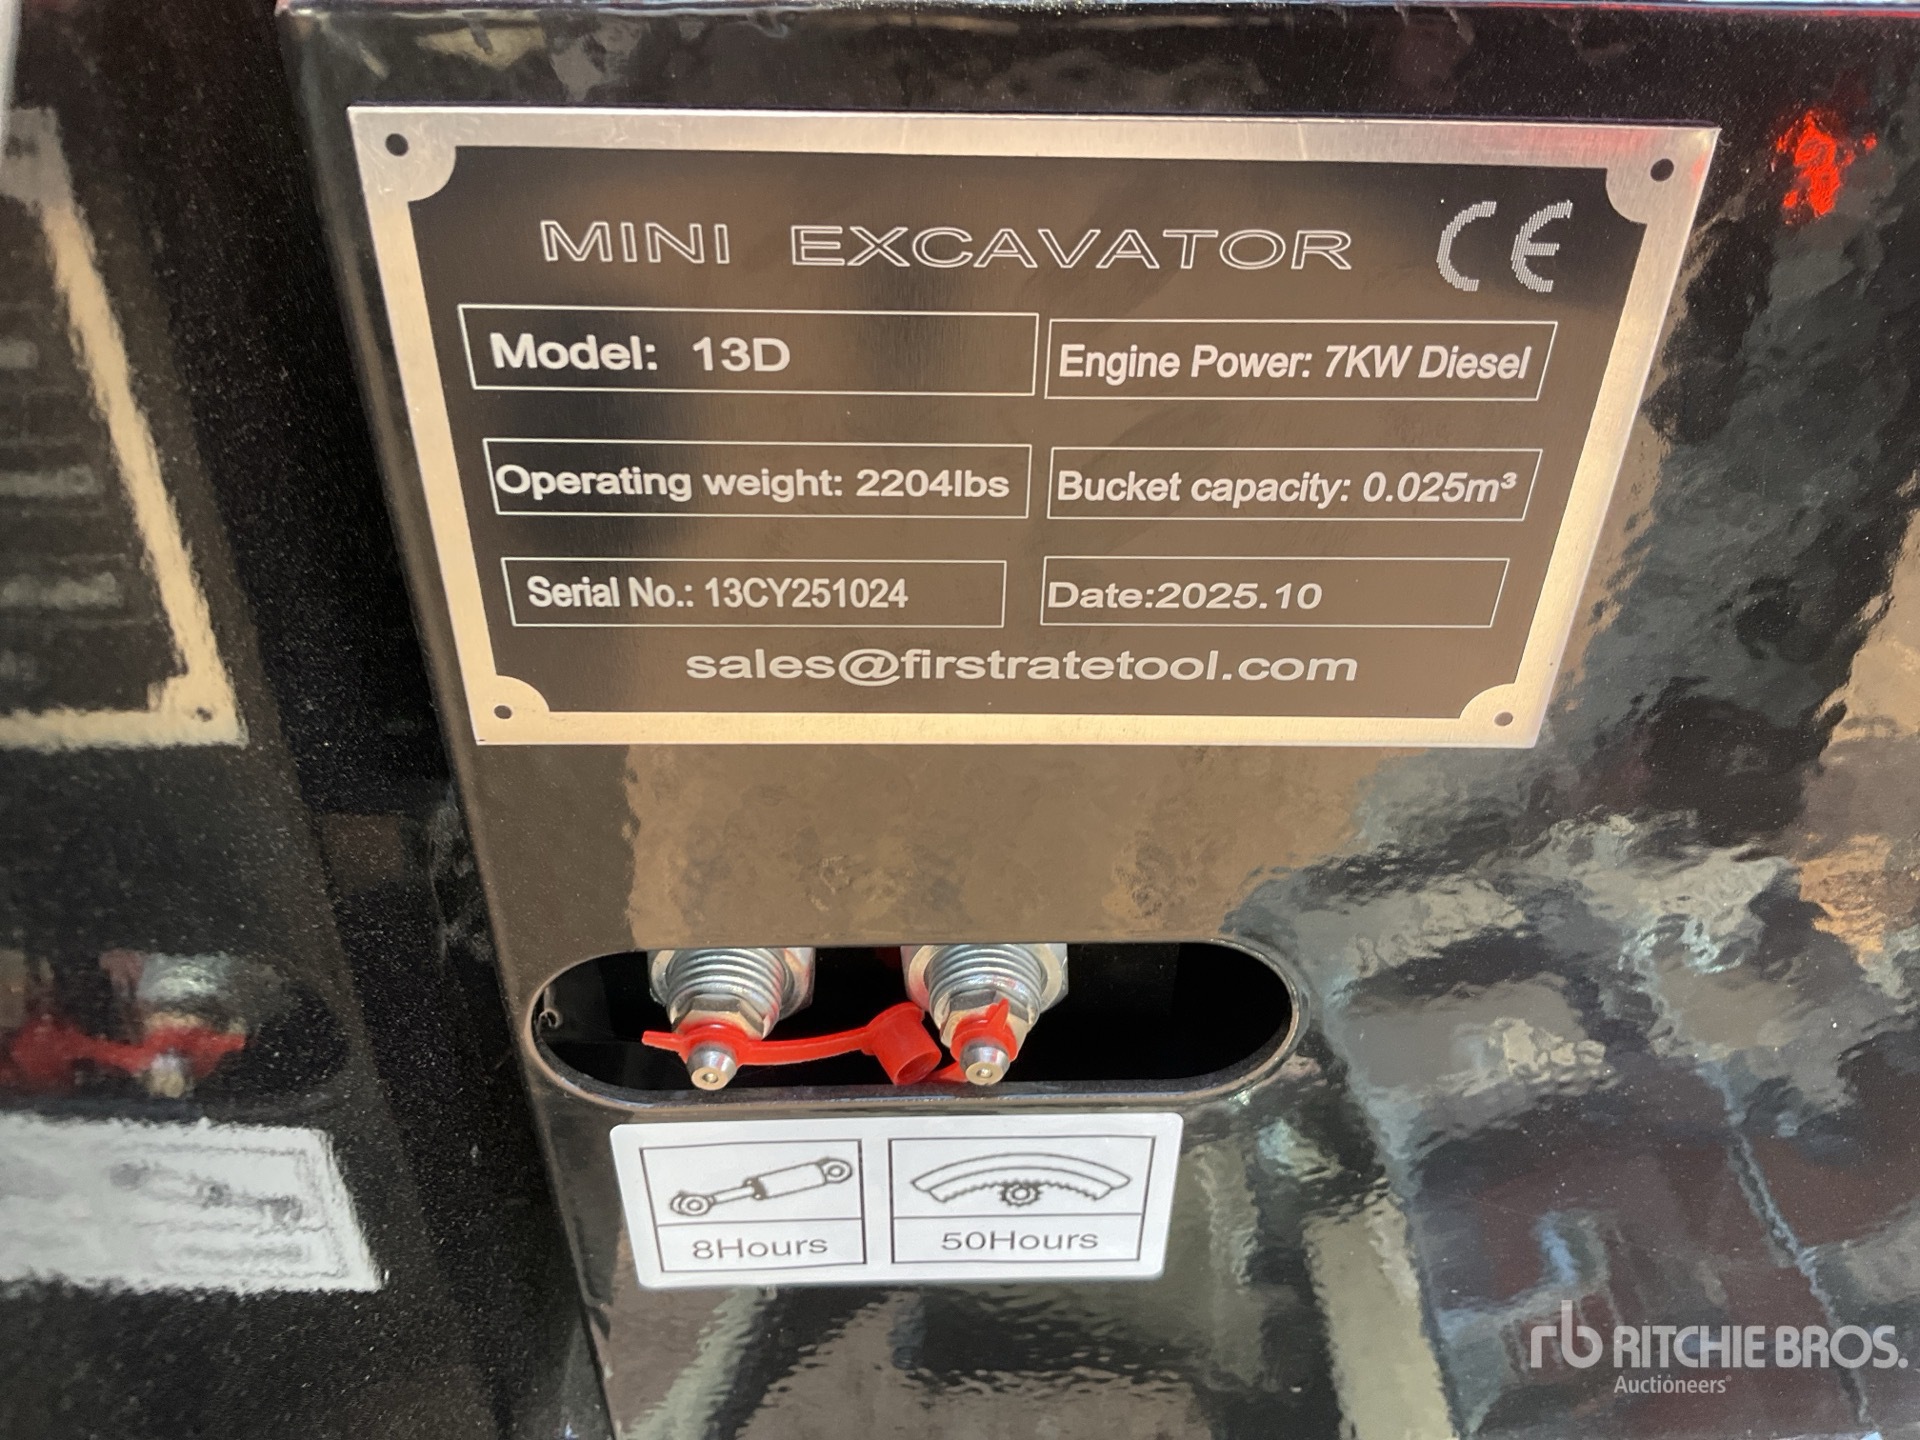 MINI EXCAVATOR CE
Model: 13D
Engine Power: 7KW Diesel
Operating weight: 2204lbs
Bucket capacity: 0.025m³
Serial No.: 13CY251024
Date:2025.10
sales@firstratetool.com
8Hours
50Hours
rb RITCHIE BROS.
Auctioneers